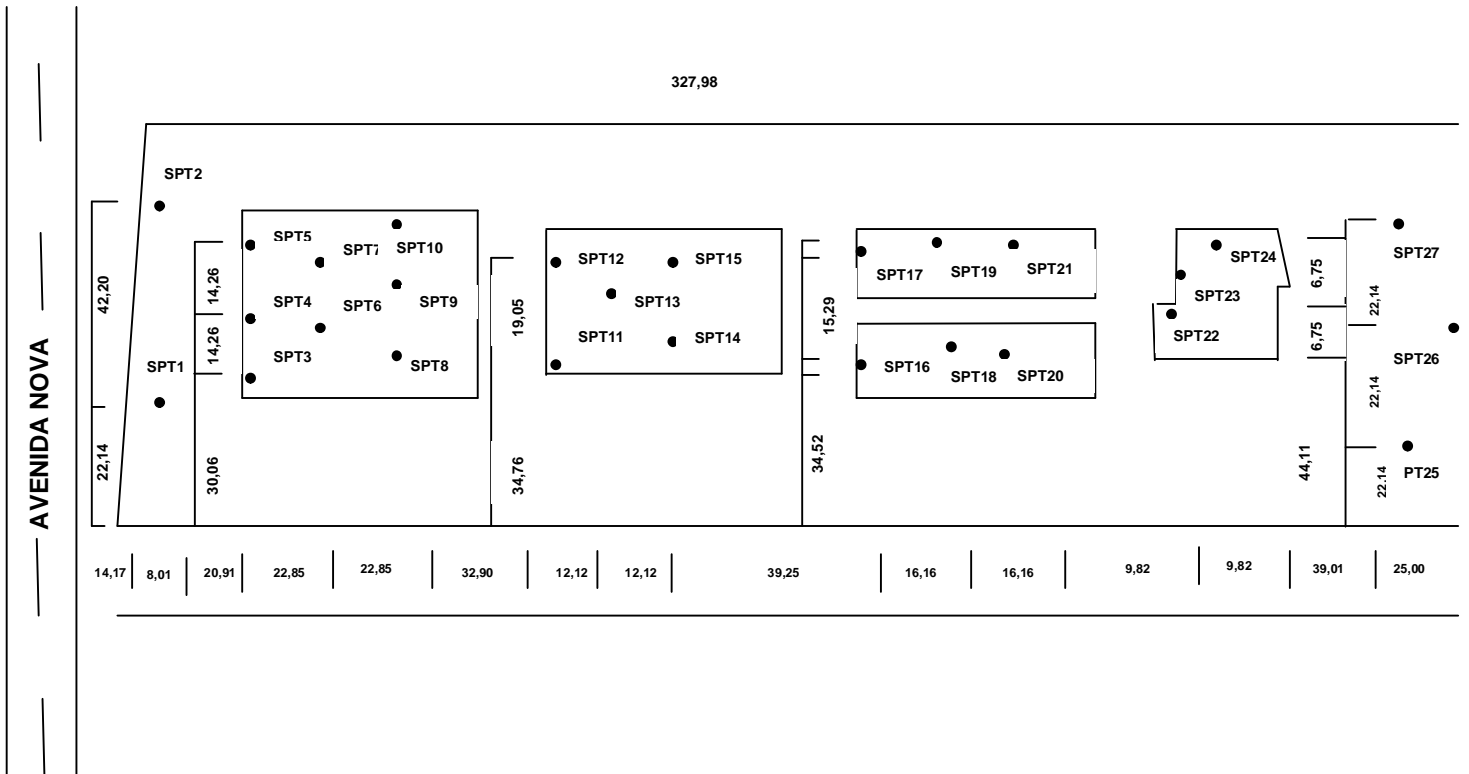 327,98
SPT2
SPT5
SPT7
SPT10
SPT12
SPT15
SPT17
SPT19
SPT21
SPT24
SPT27
SPT4
SPT6
SPT9
SPT13
SPT23
SPT22
SPT26
SPT1
SPT3
SPT8
SPT11
SPT14
SPT16
SPT18
SPT20
PT25
42,20
22,14
14,26
14,26
30,06
19,05
34,76
15,29
34,52
6,75
6,75
44,11
22,14
22,14
22.14
AVENIDA NOVA
14,17 8,01 20,91 22,85 22,85 32,90 12,12 12,12 39,25 16,16 16,16 9,82 9,82 39,01 25,00